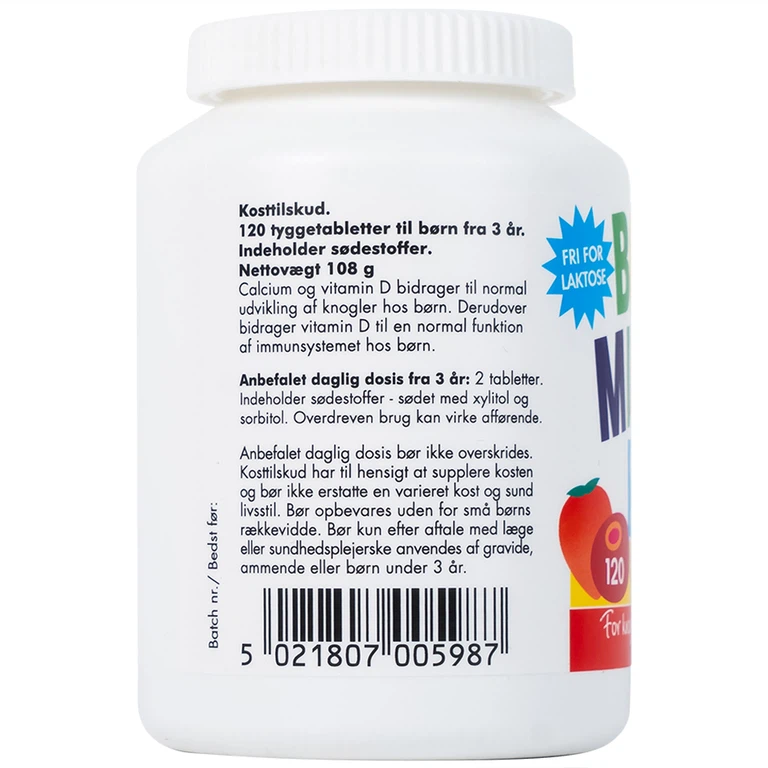 Kosttilskud.
120 tyggetabletter til børn fra 3 år.
Indeholder sødestoffer.
Nettovægt 108 g
Calcium og vitamin D bidrager til normal
udvikling af knogler hos børn. Derudover
bidrager vitamin D til en normal funktion
af immunsystemet hos børn.
Anbefalet daglig dosis fra 3 år: 2 tabletter.
Indeholder sødestoffer - sødet med xylitol og
sorbitol. Overdreven brug kan virke afførende.
Anbefalet daglig dosis bør ikke overskrides.
Kosttilskud har til hensigt at supplere kosten
og bør ikke erstatte en varieret kost og sund
livsstil. Bør opbevares uden for små børns
rækkevidde. Bør kun efter aftale med læge
eller sundhedsplejerske anvendes af gravide,
ammende eller børn under 3 år.
Batch nr./ Bedst før:
5 021807 005987
FRI FOR
LAKTOSE
120
For